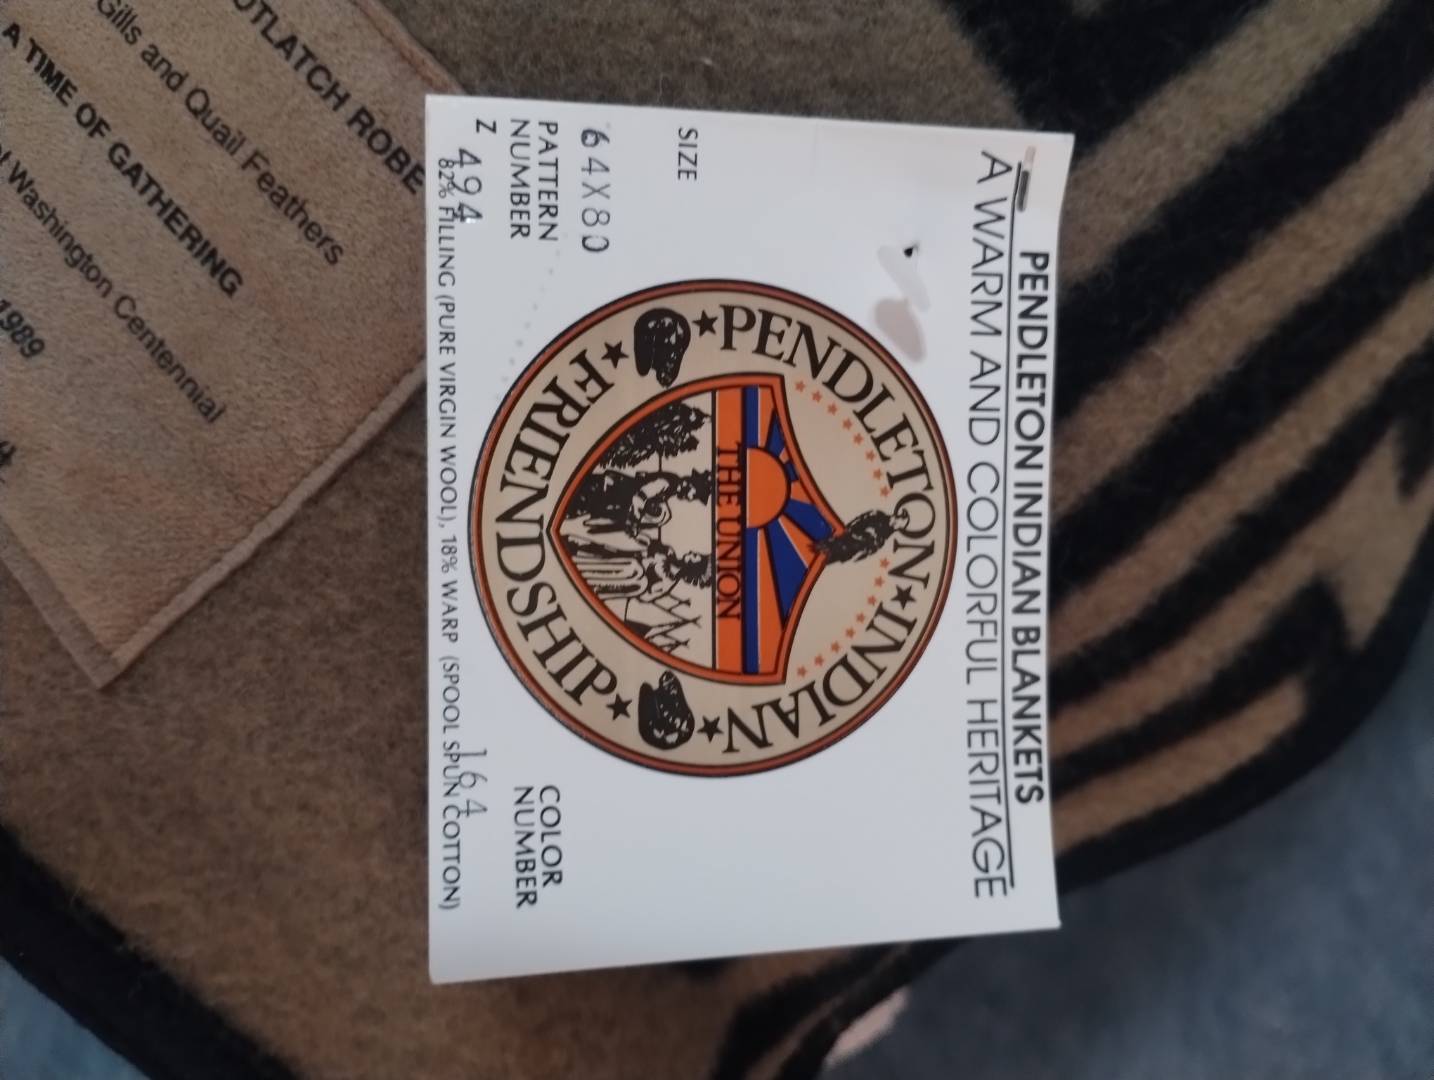 PENDLETON INDIAN BLANKETS
A WARM AND COLORFUL HERITAGE
SIZE
64X80
PATTERN
NUMBER
Z 494
COLOR
NUMBER
164
82% FILLING (PURE VIRGIN WOOL), 18% WARP (SPOOL SPUN COTTON)
★PENDLETON★INDIAN★
★FRIENDSHIP★
THE UNION
OTLATCH ROBE
Gills and Quail Feathers
A TIME OF GATHERING
Washington Centennial
1989